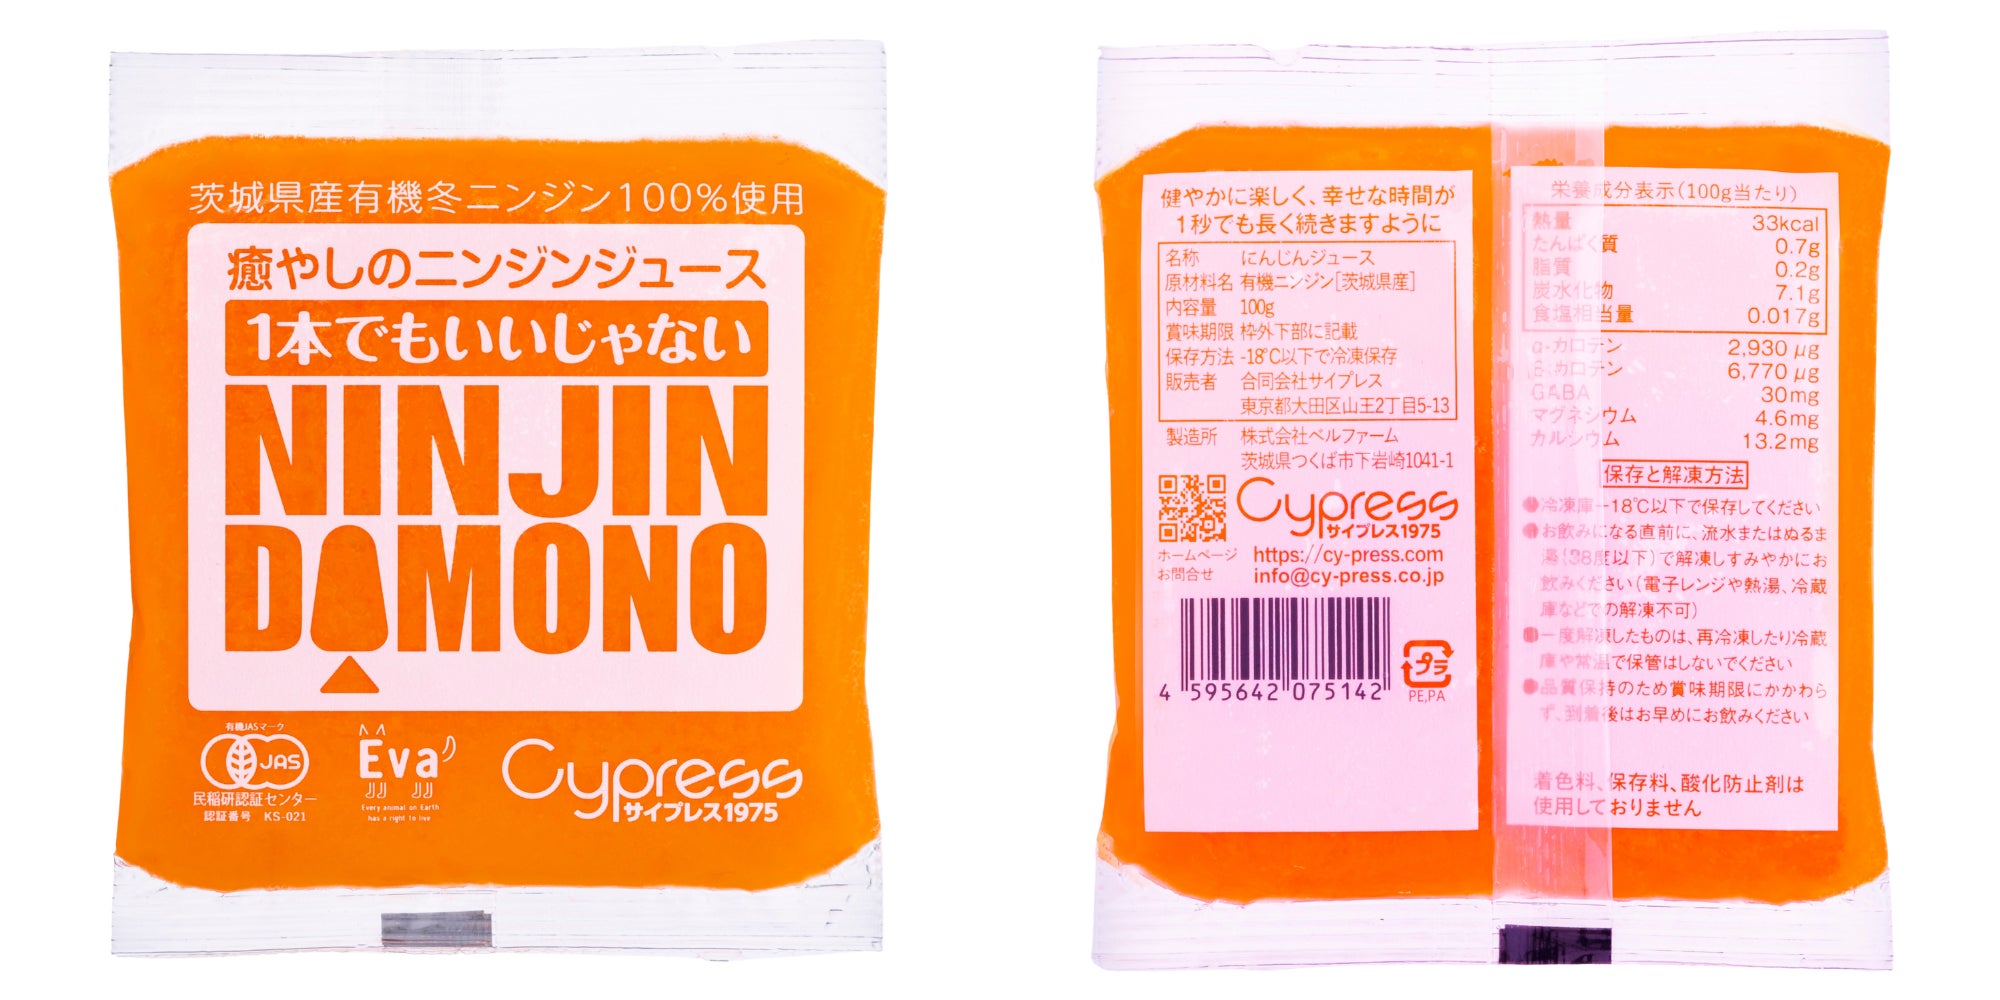 茨城県産有機冬ニンジン100%使用
癒やしのニンジンジュース
1本でもいいじゃない
NINJIN
DAMONO
有機JASマーク
JAS
民稲研認証センター
認証番号 KS-021
Eva
Every animal on Earth
has a right to live
Cypress
サイプレス1975
健やかに楽しく、幸せな時間が
1秒でも長く続きますように
名称 にんじんジュース
原材料名 有機ニンジン[茨城県産]
内容量 100g
賞味期限 枠外下部に記載
保存方法 -18℃以下で冷凍保存
販売者 合同会社サイプレス
東京都大田区山王2丁目5-13
製造所 株式会社ベルファーム
茨城県つくば市下岩崎1041-1
Cypress
サイプレス1975
ホームページ https://cy-press.com
お問合せ info@cy-press.co.jp
4 595642 075142
プラ
PE,PA
栄養成分表示(100g当たり)
熱量 33kcal
たんぱく質 0.7g
脂質 0.2g
炭水化物 7.1g
食塩相当量 0.017g
α-カロテン 2,930 μg
β-カロテン 6,770 μg
GABA 30mg
マグネシウム 4.6mg
カルシウム 13.2mg
保存と解凍方法
●冷凍庫-18℃以下で保存してください
●お飲みになる直前に、流水またはぬるま
湯(38度以下)で解凍しすみやかにお
飲みください(電子レンジや熱湯、冷蔵
庫などでの解凍不可)
●一度解凍したものは、再冷凍したり冷蔵
庫や常温で保管はしないでください
●品質保持のため賞味期限にかかわら
ず、到着後はお早めにお飲みください
着色料、保存料、酸化防止剤は
使用しておりません